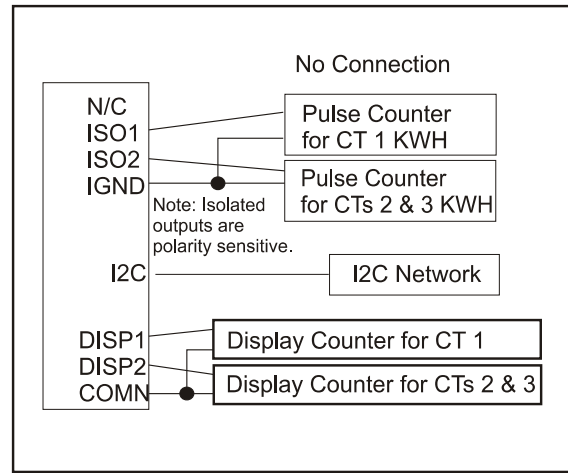 No Connection
N/C
ISO1
ISO2
IGND
Pulse Counter
for CT 1 KWH
Pulse Counter
for CTs 2 & 3 KWH
Note: Isolated
outputs are
polarity sensitive.
I2C
I2C Network
DISP1
DISP2
COMN
Display Counter for CT 1
Display Counter for CTs 2 & 3